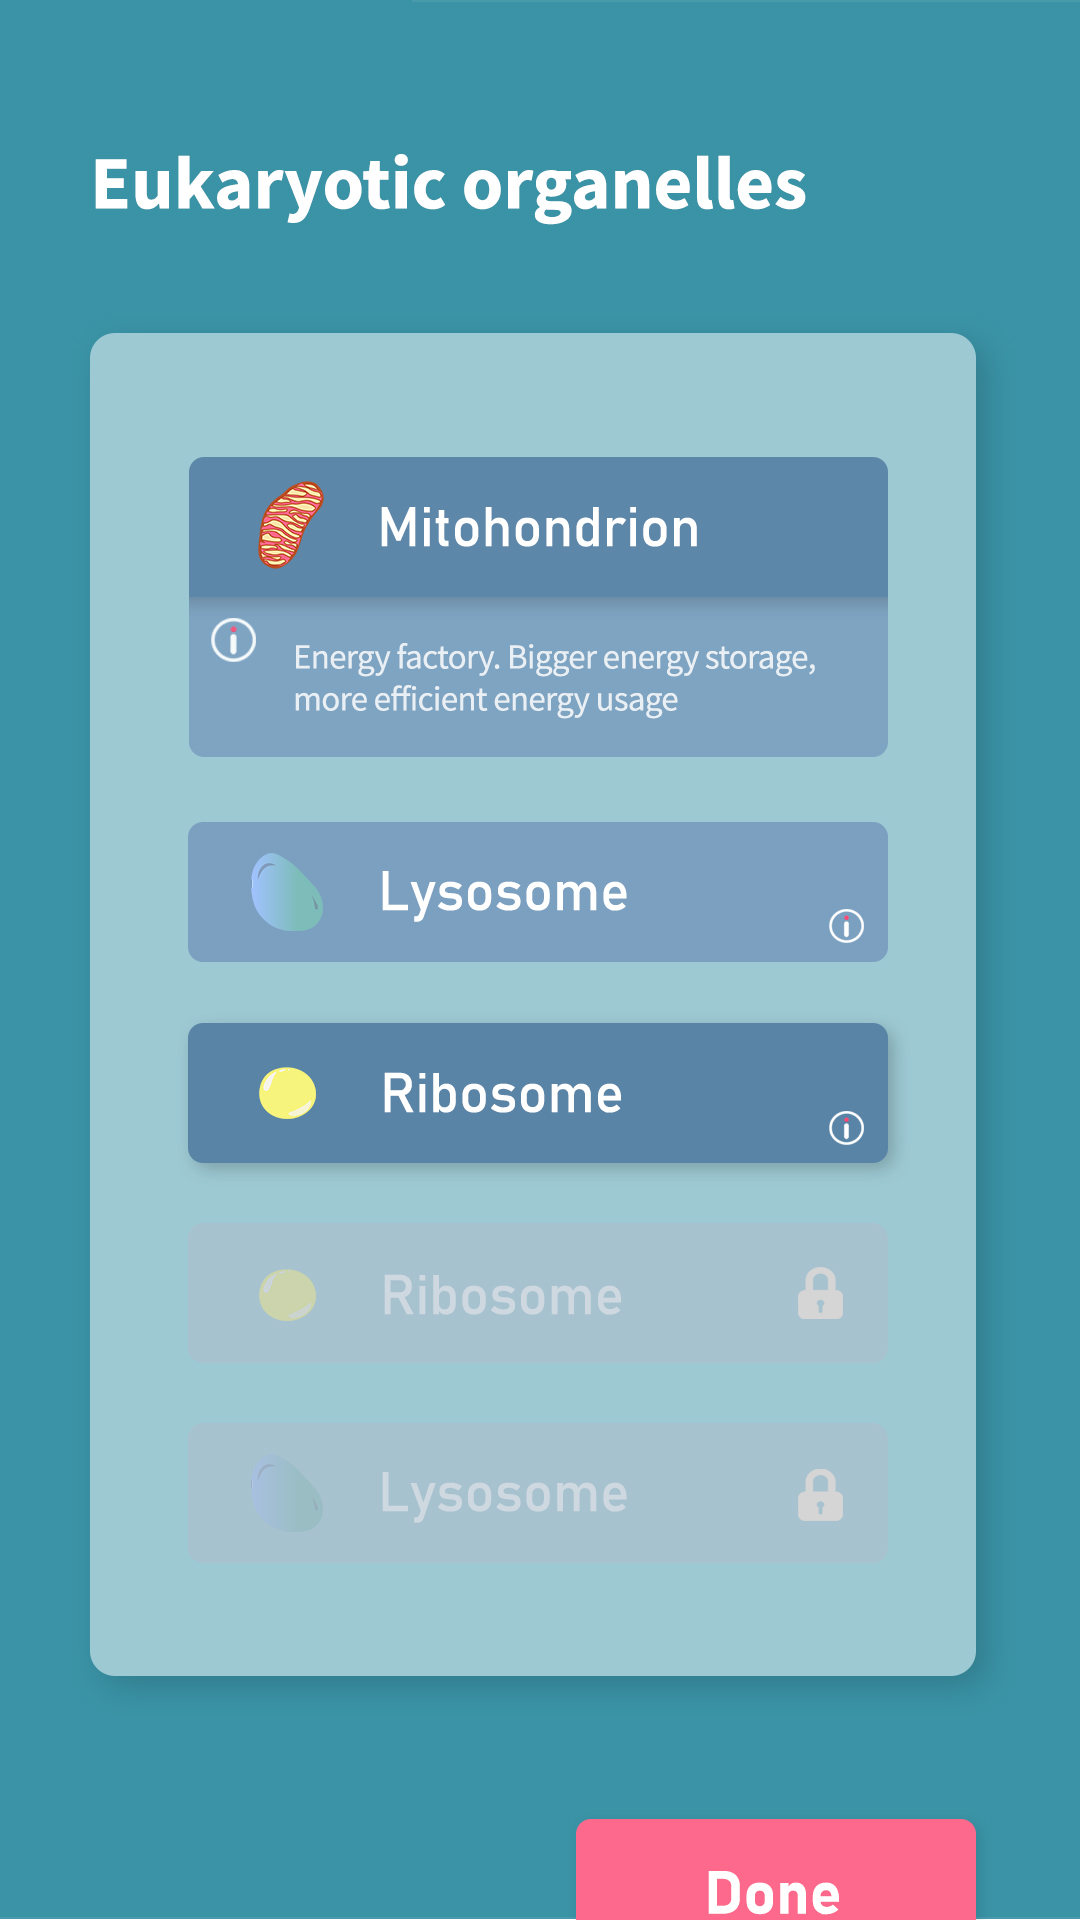 Eukaryotic organelles
Mitohondrion
Energy factory. Bigger energy storage,
more efficient energy usage
Lysosome
Ribosome
Ribosome
Lysosome
Done